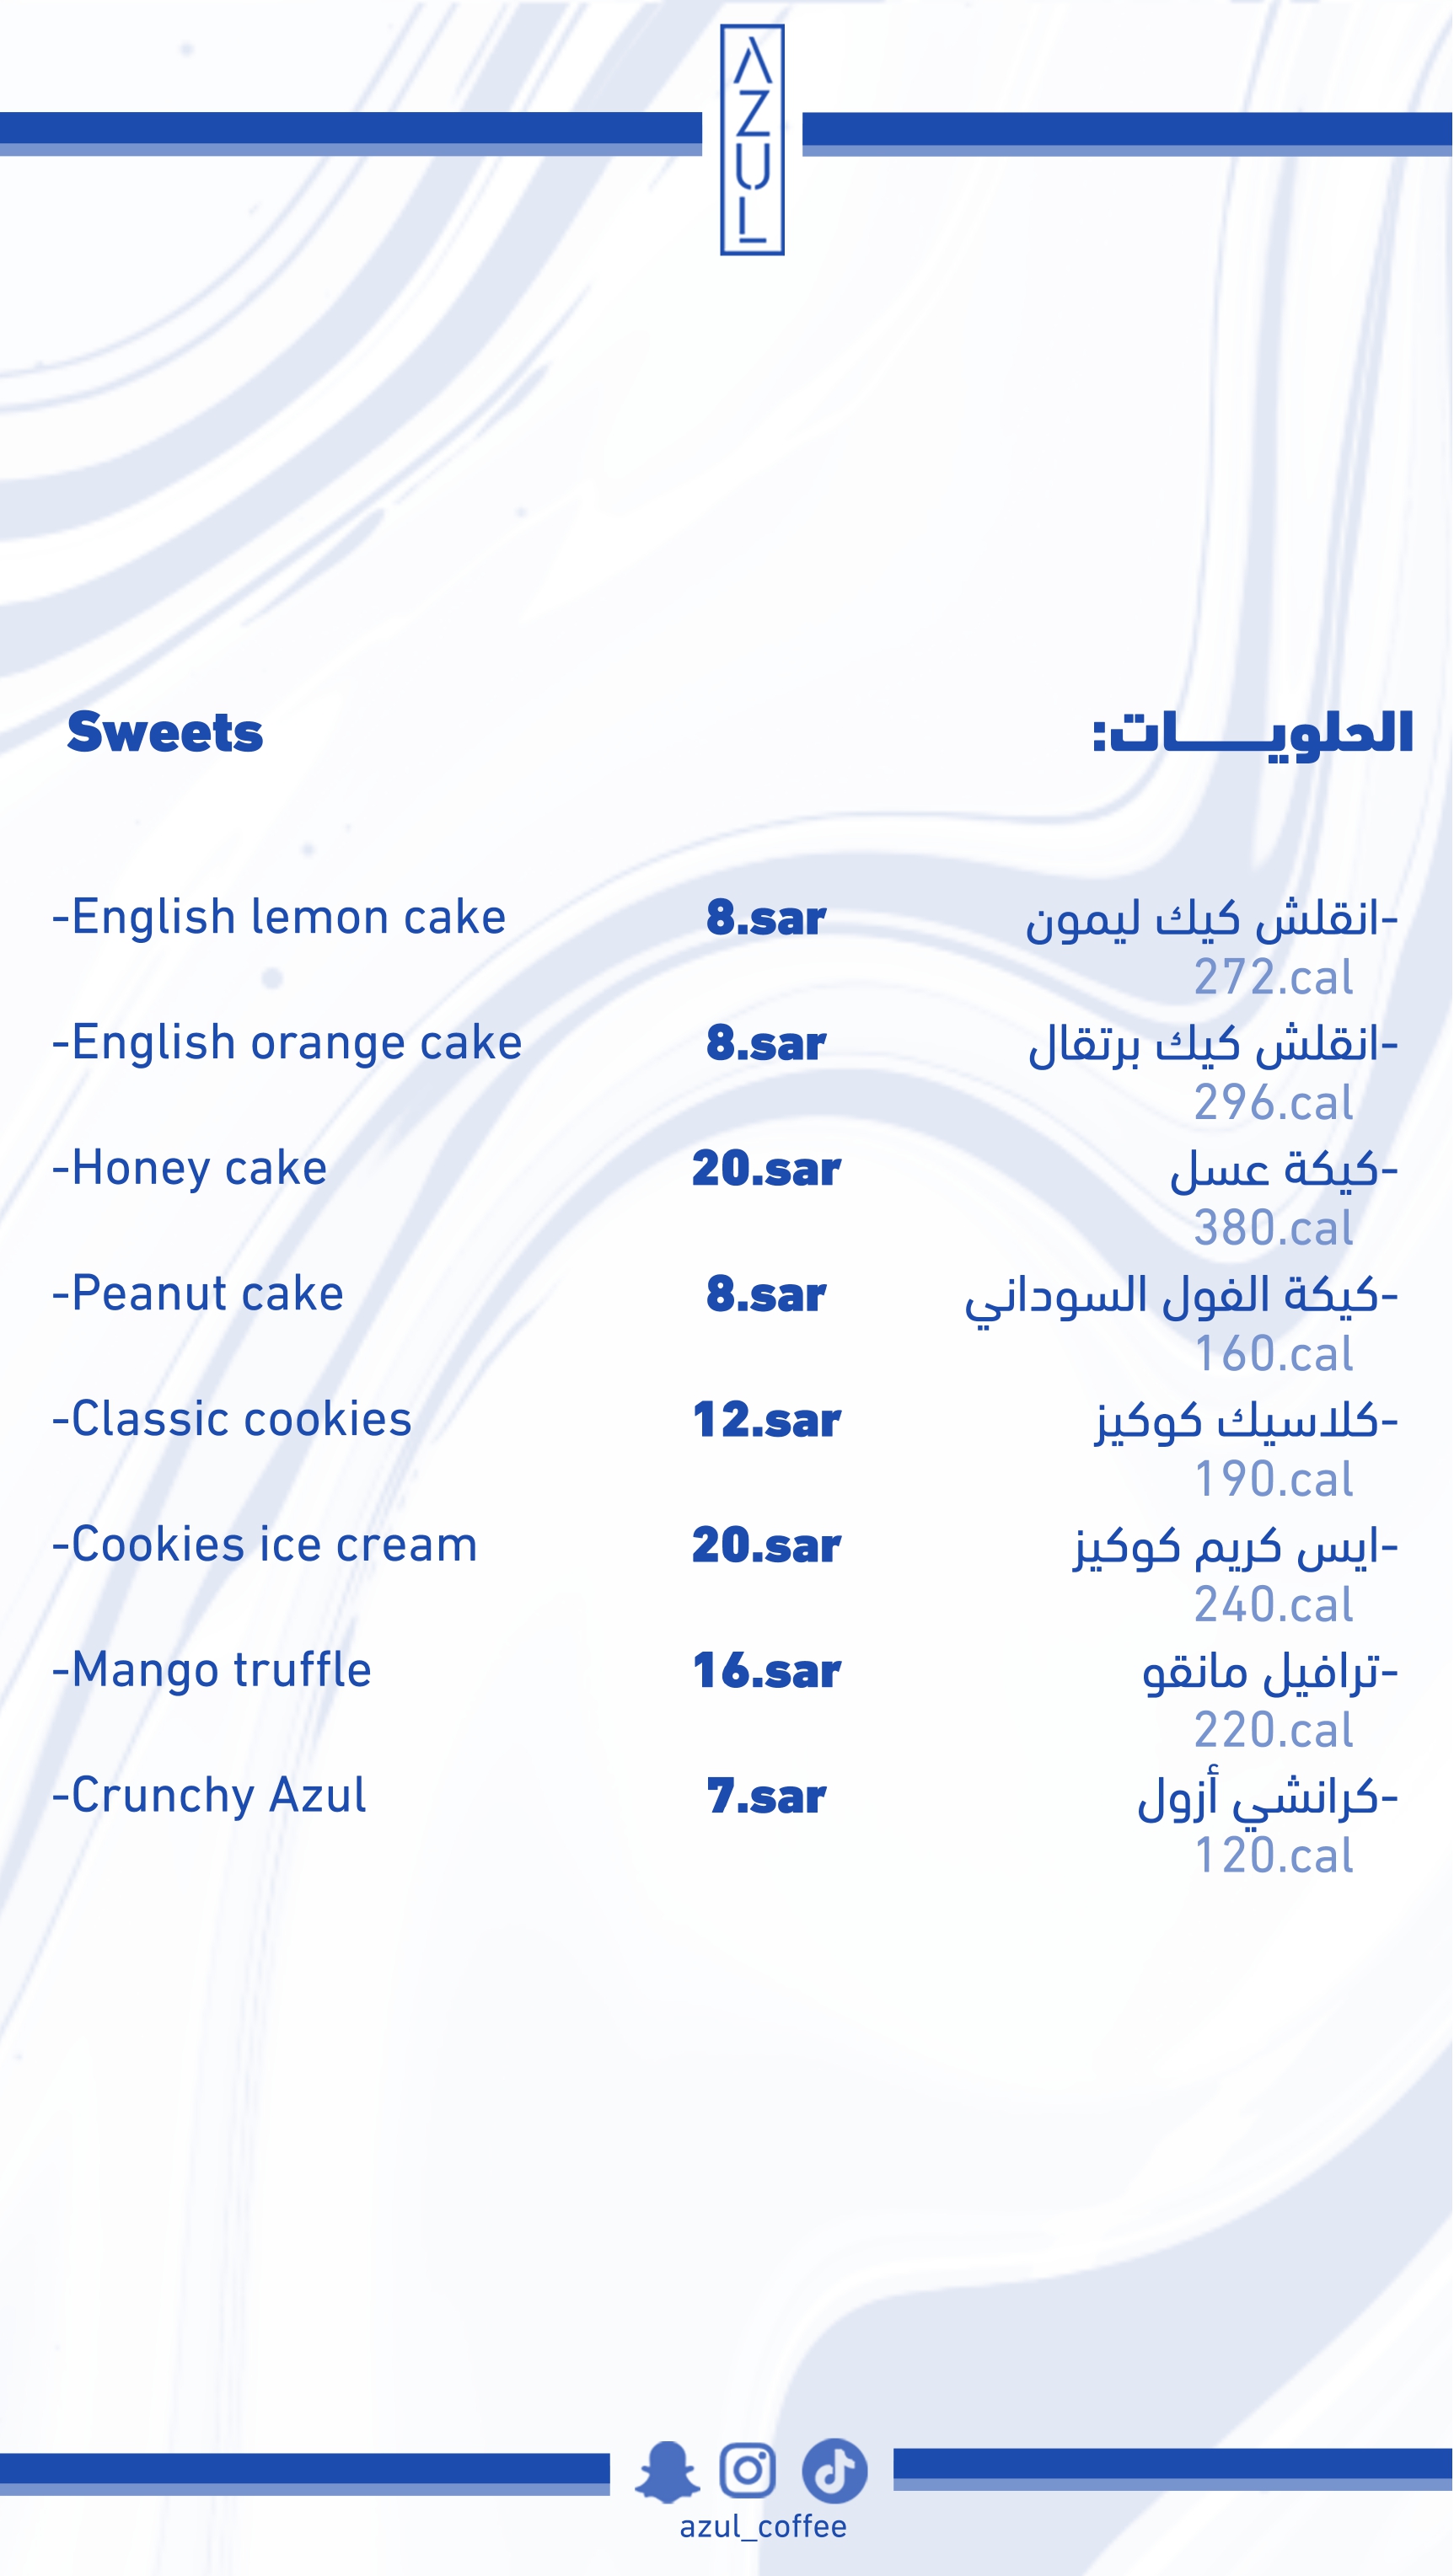 AZUL
Sweets
الحلويـــــات:
-English lemon cake 8.sar -انقلش كيك ليمون
272.cal
-English orange cake 8.sar -انقلش كيك برتقال
296.cal
-Honey cake 20.sar -كيكة عسل
380.cal
-Peanut cake 8.sar -كيكة الفول السوداني
160.cal
-Classic cookies 12.sar -كلاسيك كوكيز
190.cal
-Cookies ice cream 20.sar -ايس كريم كوكيز
240.cal
-Mango truffle 16.sar -ترافيل مانقو
220.cal
-Crunchy Azul 7.sar -كرانشي أزول
120.cal
azul_coffee